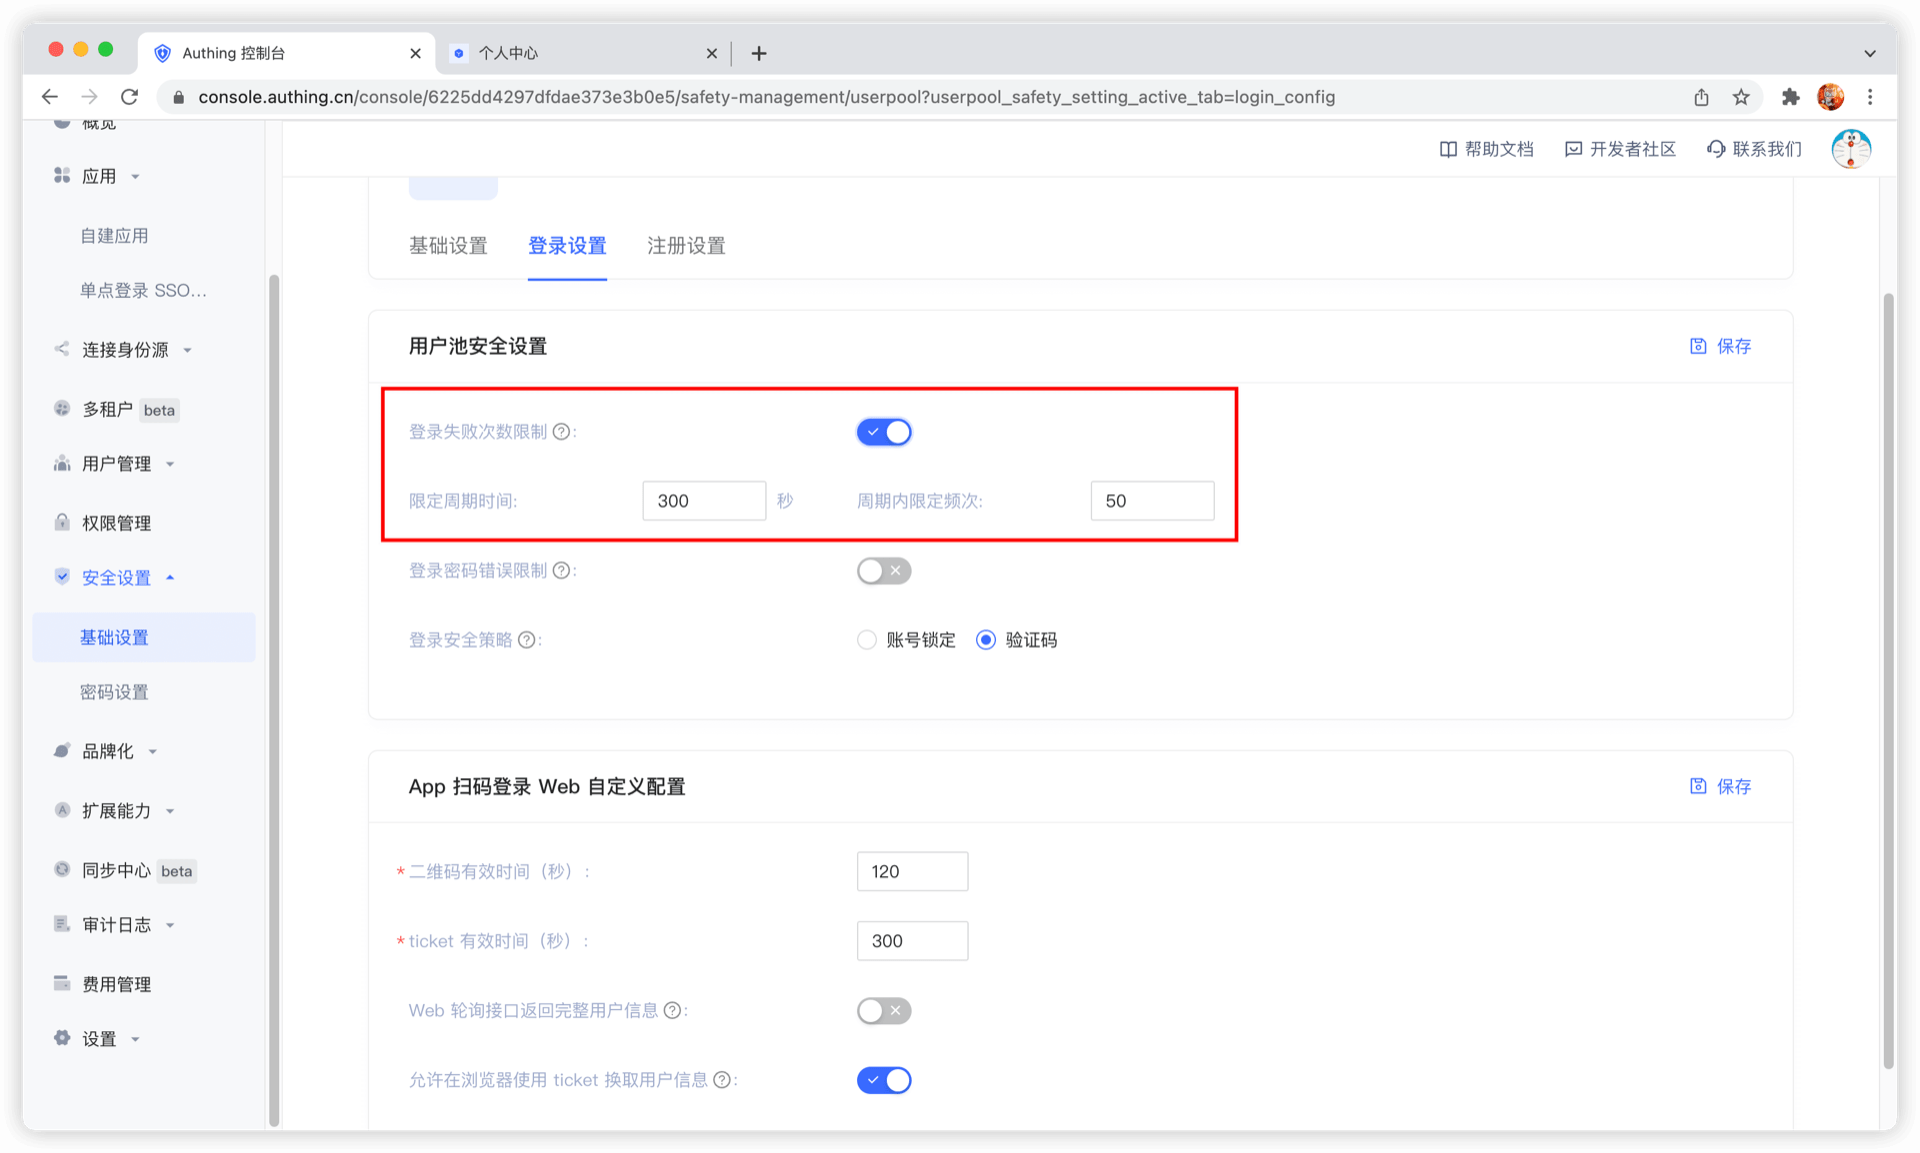 Authing 控制台
个人中心
console.authing.cn/console/6225dd4297dfdae373e3b0e5/safety-management/userpool?userpool_safety_setting_active_tab=login_config
帮助文档
开发者社区
联系我们
概览
应用
自建应用
单点登录 SSO...
连接身份源
多租户 beta
用户管理
权限管理
安全设置
基础设置
密码设置
品牌化
扩展能力
同步中心 beta
审计日志
费用管理
设置
基础设置
登录设置
注册设置
用户池安全设置
保存
登录失败次数限制 ? :
限定周期时间: 300 秒
周期内限定频次: 50
登录密码错误限制 ? :
登录安全策略 ? :
账号锁定 验证码
App 扫码登录 Web 自定义配置
保存
* 二维码有效时间（秒）: 120
* ticket 有效时间（秒）: 300
Web 轮询接口返回完整用户信息 ? :
允许在浏览器使用 ticket 换取用户信息 ? :